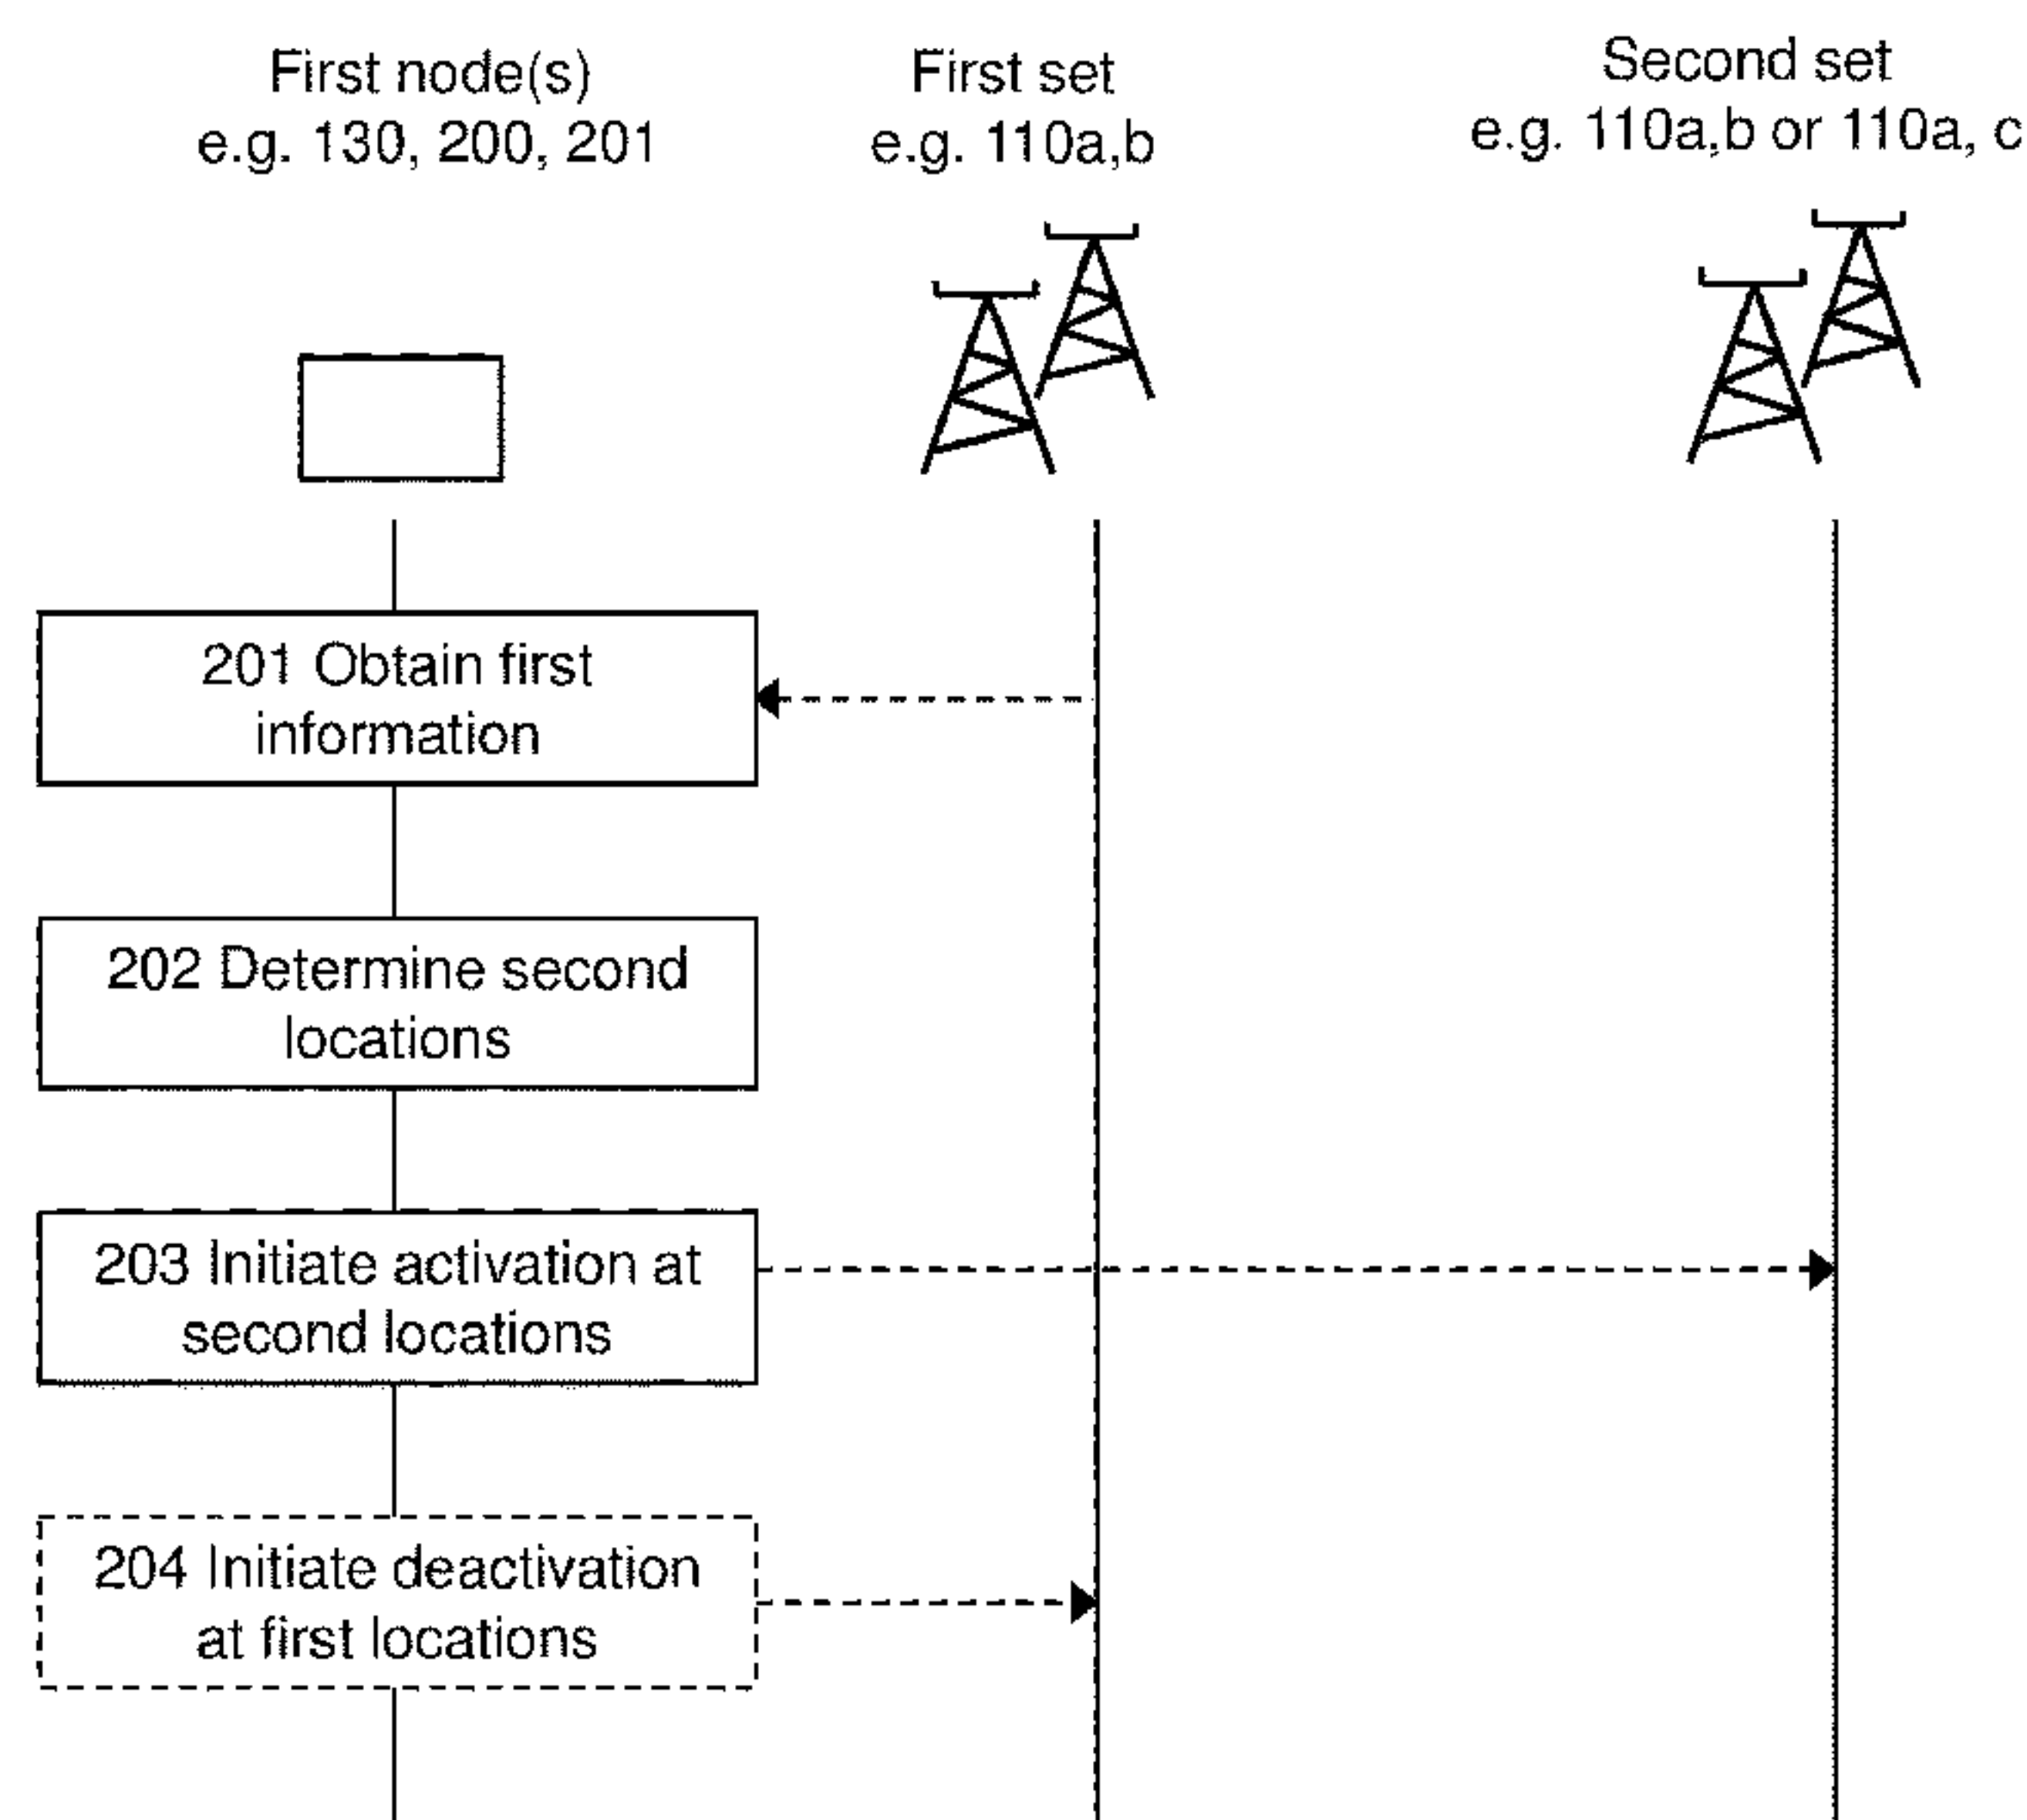 First node(s)
e.g. 130, 200, 201
First set
e.g. 110a,b
Second set
e.g. 110a,b or 110a, c
201 Obtain first
information
202 Determine second
locations
203 Initiate activation at
second locations
204 Initiate deactivation
at first locations